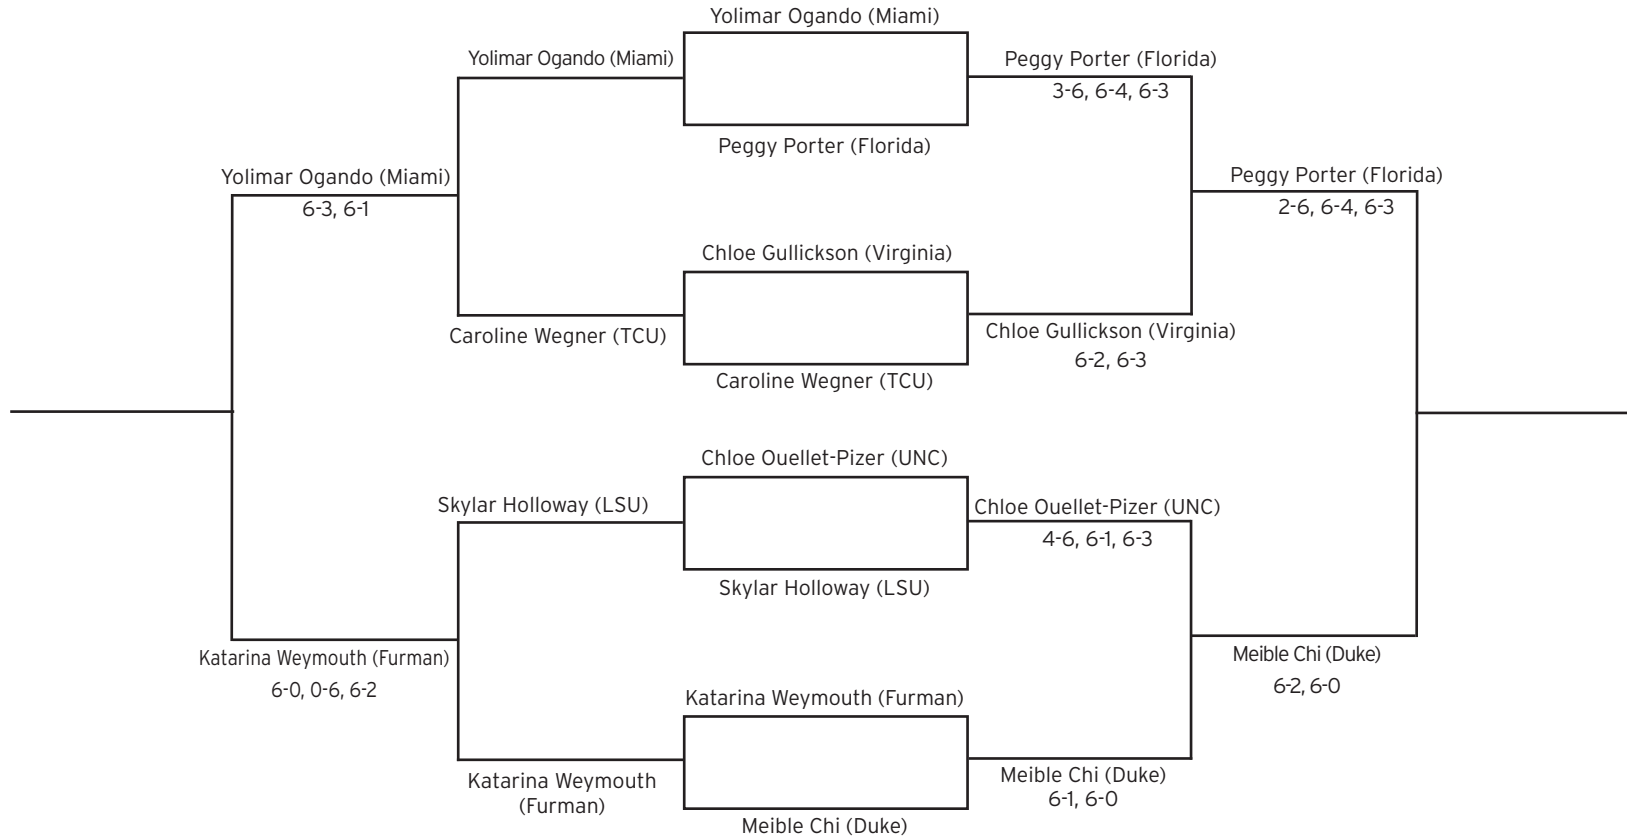 Yolimar Ogando (Miami)
Yolimar Ogando (Miami)
Peggy Porter (Florida)
3-6, 6-4, 6-3
Peggy Porter (Florida)
Yolimar Ogando (Miami)
6-3, 6-1
Peggy Porter (Florida)
2-6, 6-4, 6-3
Chloe Gullickson (Virginia)
Caroline Wegner (TCU)
Chloe Gullickson (Virginia)
6-2, 6-3
Caroline Wegner (TCU)
Chloe Ouellet-Pizer (UNC)
Skylar Holloway (LSU)
Chloe Ouellet-Pizer (UNC)
4-6, 6-1, 6-3
Skylar Holloway (LSU)
Katarina Weymouth (Furman)
6-0, 0-6, 6-2
Meible Chi (Duke)
6-2, 6-0
Katarina Weymouth (Furman)
Katarina Weymouth
(Furman)
Meible Chi (Duke)
6-1, 6-0
Meible Chi (Duke)